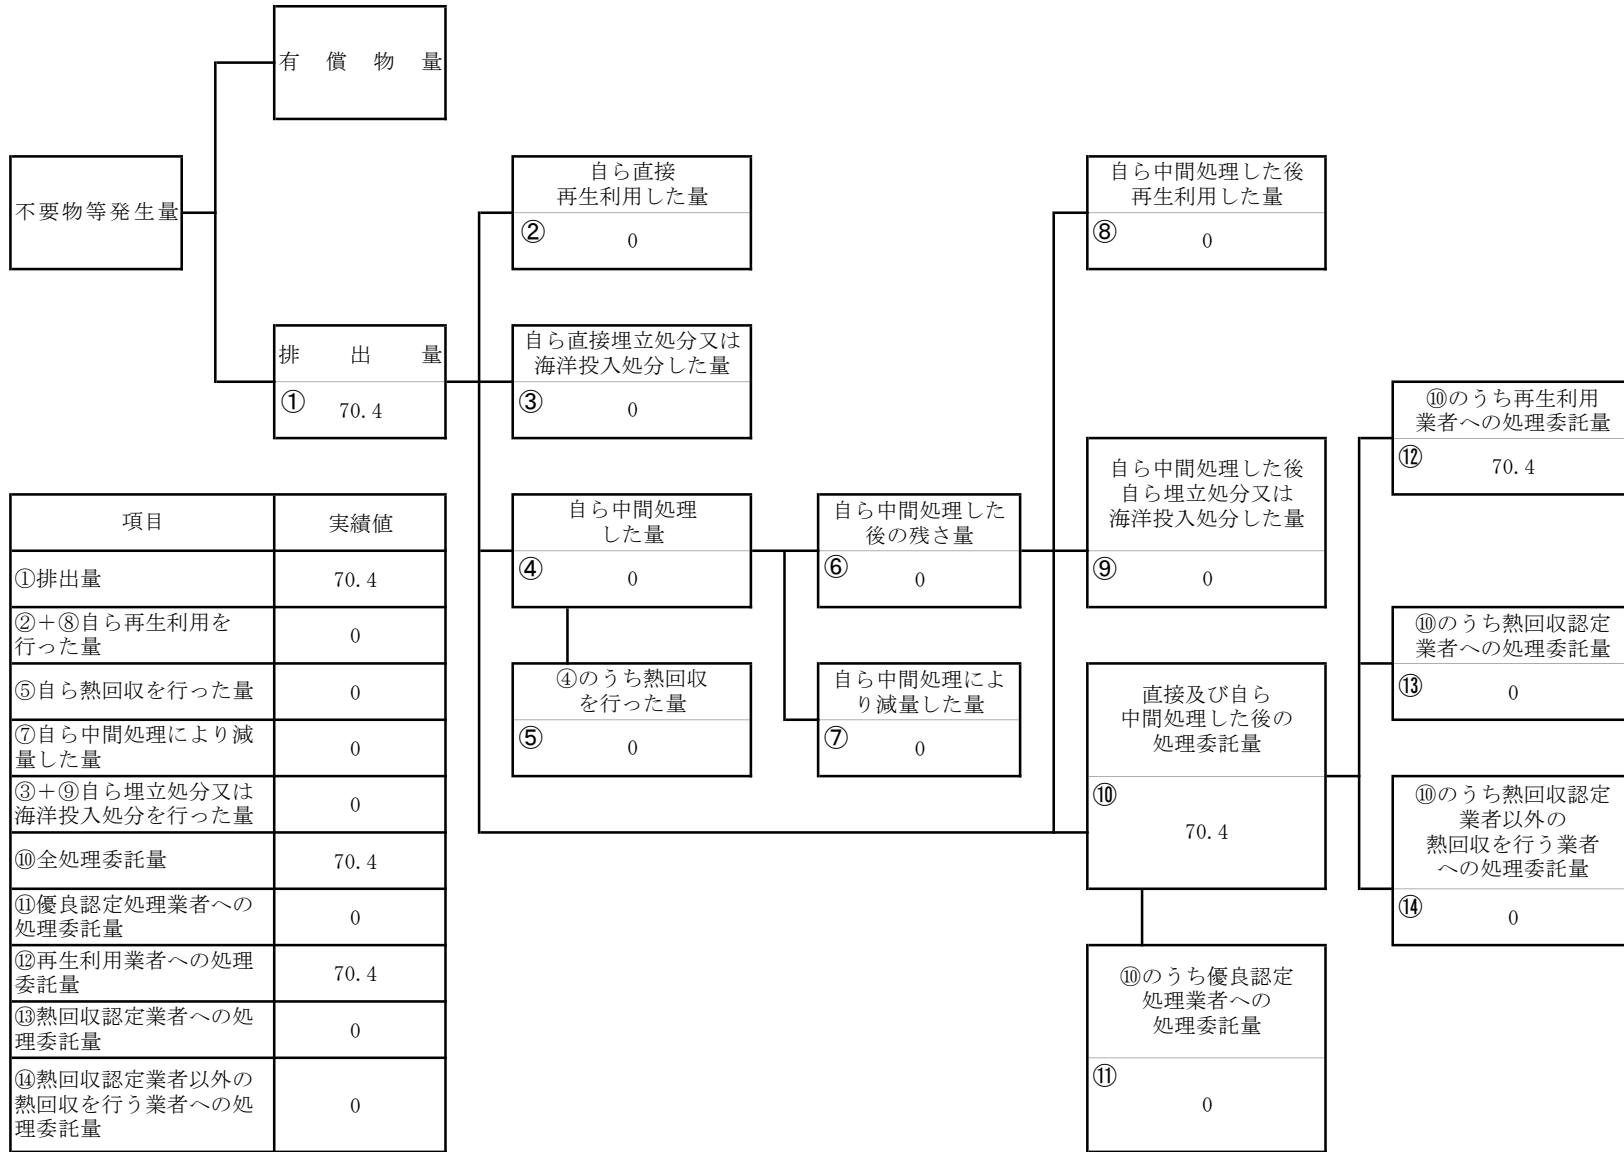 有償物量
不要物等発生量
排出量
① 70.4
自ら直接
再生利用した量
② 0
自ら直接埋立処分又は
海洋投入処分した量
③ 0
自ら中間処理
した量
④ 0
④のうち熱回収
を行った量
⑤ 0
自ら中間処理した
後の残さ量
⑥ 0
自ら中間処理によ
り減量した量
⑦ 0
自ら中間処理した後
再生利用した量
⑧ 0
自ら中間処理した後
自ら埋立処分又は
海洋投入処分した量
⑨ 0
直接及び自ら
中間処理した後の
処理委託量
⑩
70.4
⑩のうち優良認定
処理業者への
処理委託量
⑪
0
⑩のうち再生利用
業者への処理委託量
⑫ 70.4
⑩のうち熱回収認定
業者への処理委託量
⑬ 0
⑩のうち熱回収認定
業者以外の
熱回収を行う業者
への処理委託量
⑭ 0
項目 実績値
①排出量 70.4
②+⑧自ら再生利用を
行った量 0
⑤自ら熱回収を行った量 0
⑦自ら中間処理により減
量した量 0
③+⑨自ら埋立処分又は
海洋投入処分を行った量 0
⑩全処理委託量 70.4
⑪優良認定処理業者への
処理委託量 0
⑫再生利用業者への処理
委託量 70.4
⑬熱回収認定業者への処
理委託量 0
⑭熱回収認定業者以外の
熱回収を行う業者への処
理委託量 0